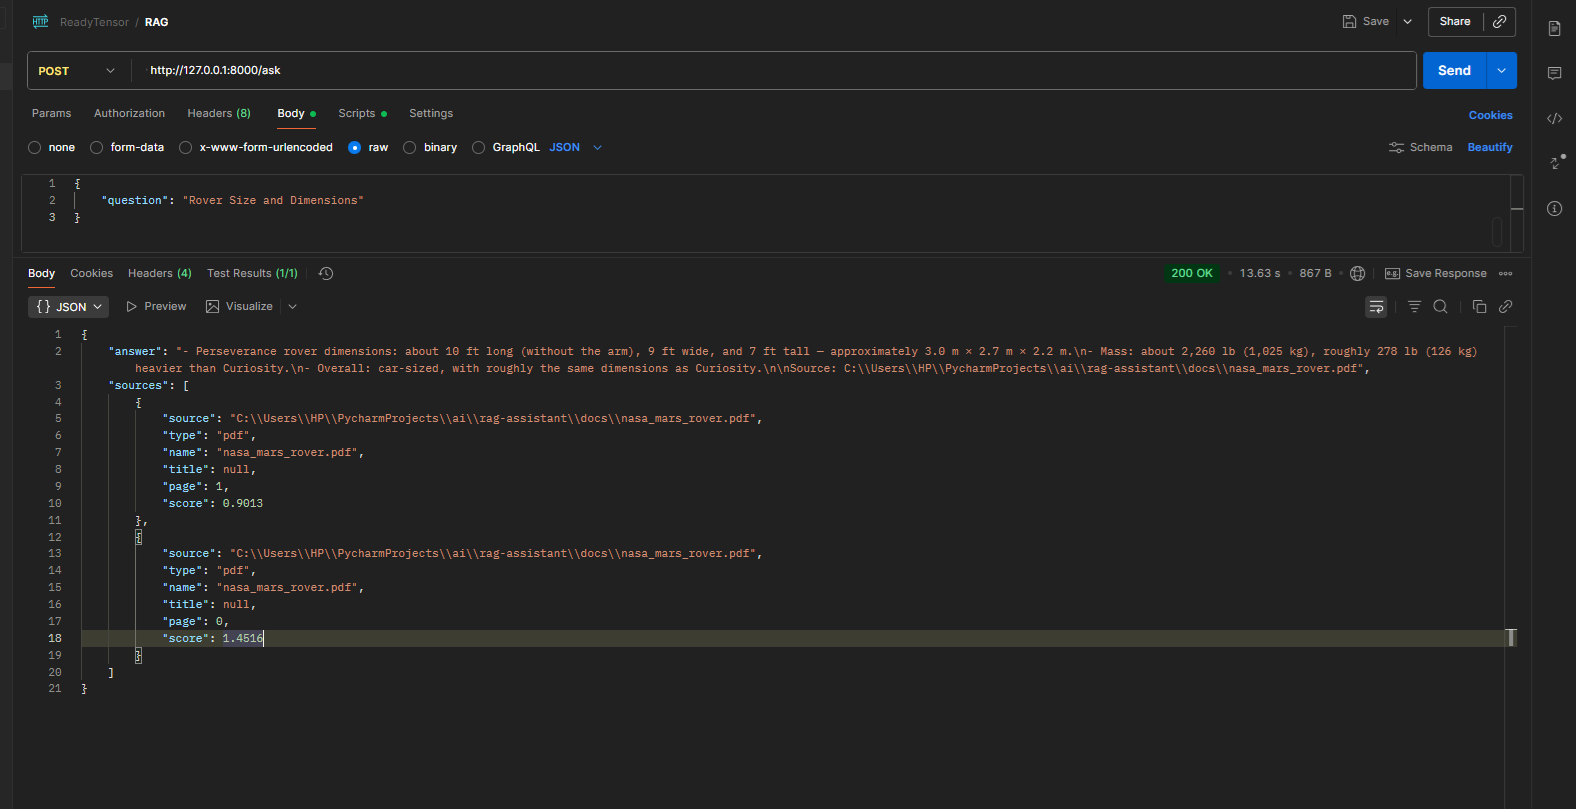 HTTP ReadyTensor / RAG Save Share
POST http://127.0.0.1:8000/ask Send
Params Authorization Headers (8) Body Scripts Settings Cookies
none form-data x-www-form-urlencoded raw binary GraphQL JSON Schema Beautify
1 {
2 "question": "Rover Size and Dimensions"
3 }
Body Cookies Headers (4) Test Results (1/1) 200 OK • 13.63 s • 867 B • e.g. Save Response
{} JSON Preview Visualize
1 {
2 "answer": "- Perseverance rover dimensions: about 10 ft long (without the arm), 9 ft wide, and 7 ft tall — approximately 3.0 m × 2.7 m × 2.2 m.\n- Mass: about 2,260 lb (1,025 kg), roughly 278 lb (126 kg)
heavier than Curiosity.\n- Overall: car-sized, with roughly the same dimensions as Curiosity.\n\nSource: C:\\Users\\HP\\PycharmProjects\\ai\\rag-assistant\\docs\\nasa_mars_rover.pdf",
3 "sources": [
4 {
5 "source": "C:\\Users\\HP\\PycharmProjects\\ai\\rag-assistant\\docs\\nasa_mars_rover.pdf",
6 "type": "pdf",
7 "name": "nasa_mars_rover.pdf",
8 "title": null,
9 "page": 1,
10 "score": 0.9013
11 },
12 {
13 "source": "C:\\Users\\HP\\PycharmProjects\\ai\\rag-assistant\\docs\\nasa_mars_rover.pdf",
14 "type": "pdf",
15 "name": "nasa_mars_rover.pdf",
16 "title": null,
17 "page": 0,
18 "score": 1.4516
19 }
20 ]
21 }